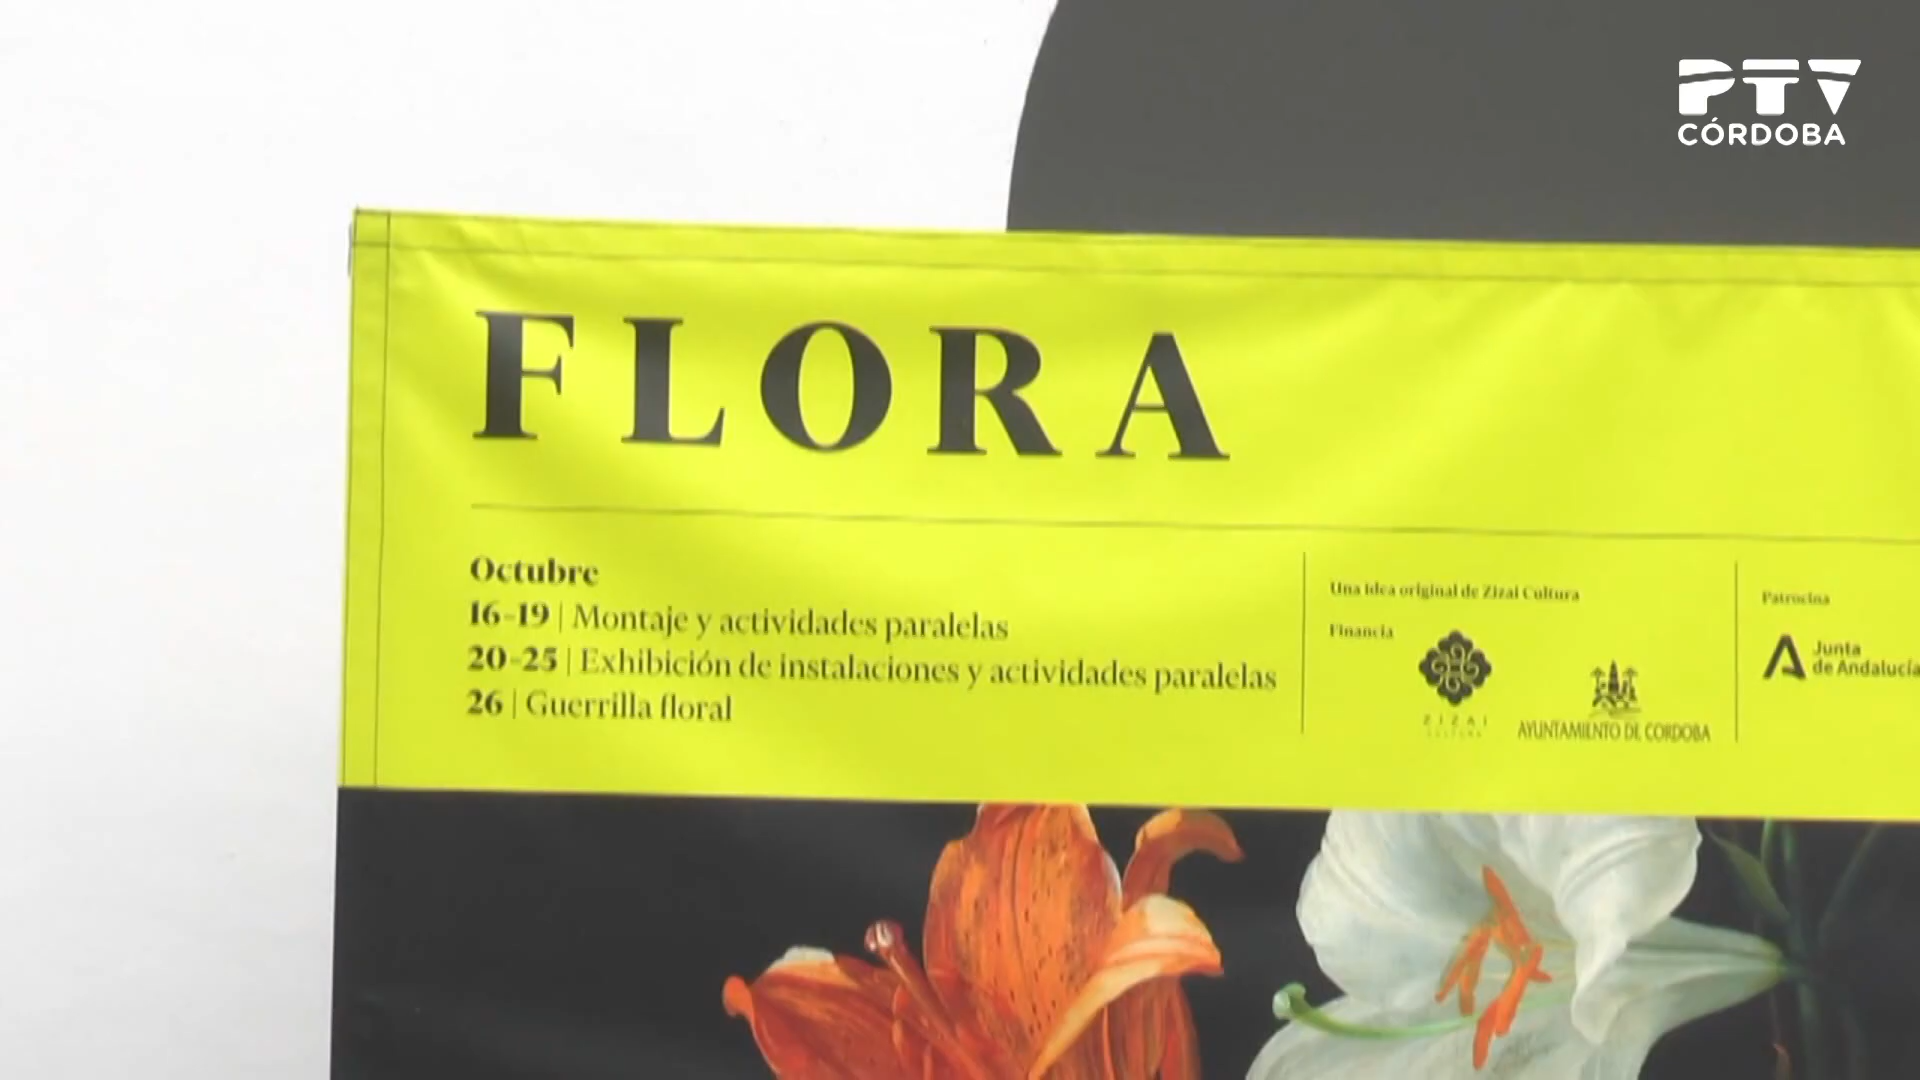 PTV
CÓRDOBA
FLORA
Octubre
16-19 | Montaje y actividades paralelas
20-25 | Exhibición de instalaciones y actividades paralelas
26 | Guerrilla floral
Una idea original de Zizai Cultura
Financia
ZIZAI
CULTURA
AYUNTAMIENTO DE CORDOBA
Patrocina
Junta
de Andalucía